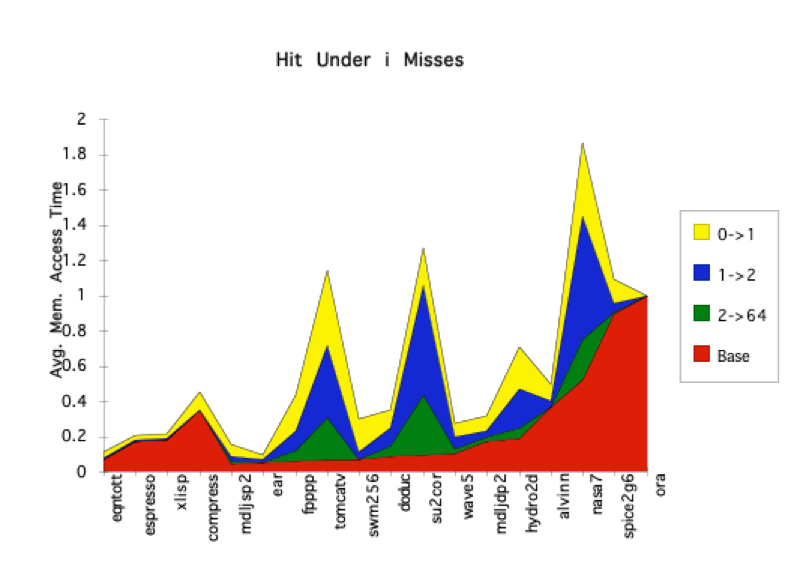 Hit Under i Misses
Avg. Mem. Access Time
2
1.8
1.6
1.4
1.2
1
0.8
0.6
0.4
0.2
0
eqntott
espresso
xlisp
compress
mdljsp2
ear
fpppp
tomcatv
swm256
doduc
su2cor
wave5
mdljdp2
hydro2d
alvinn
nasa7
spice2g6
ora
0->1
1->2
2->64
Base